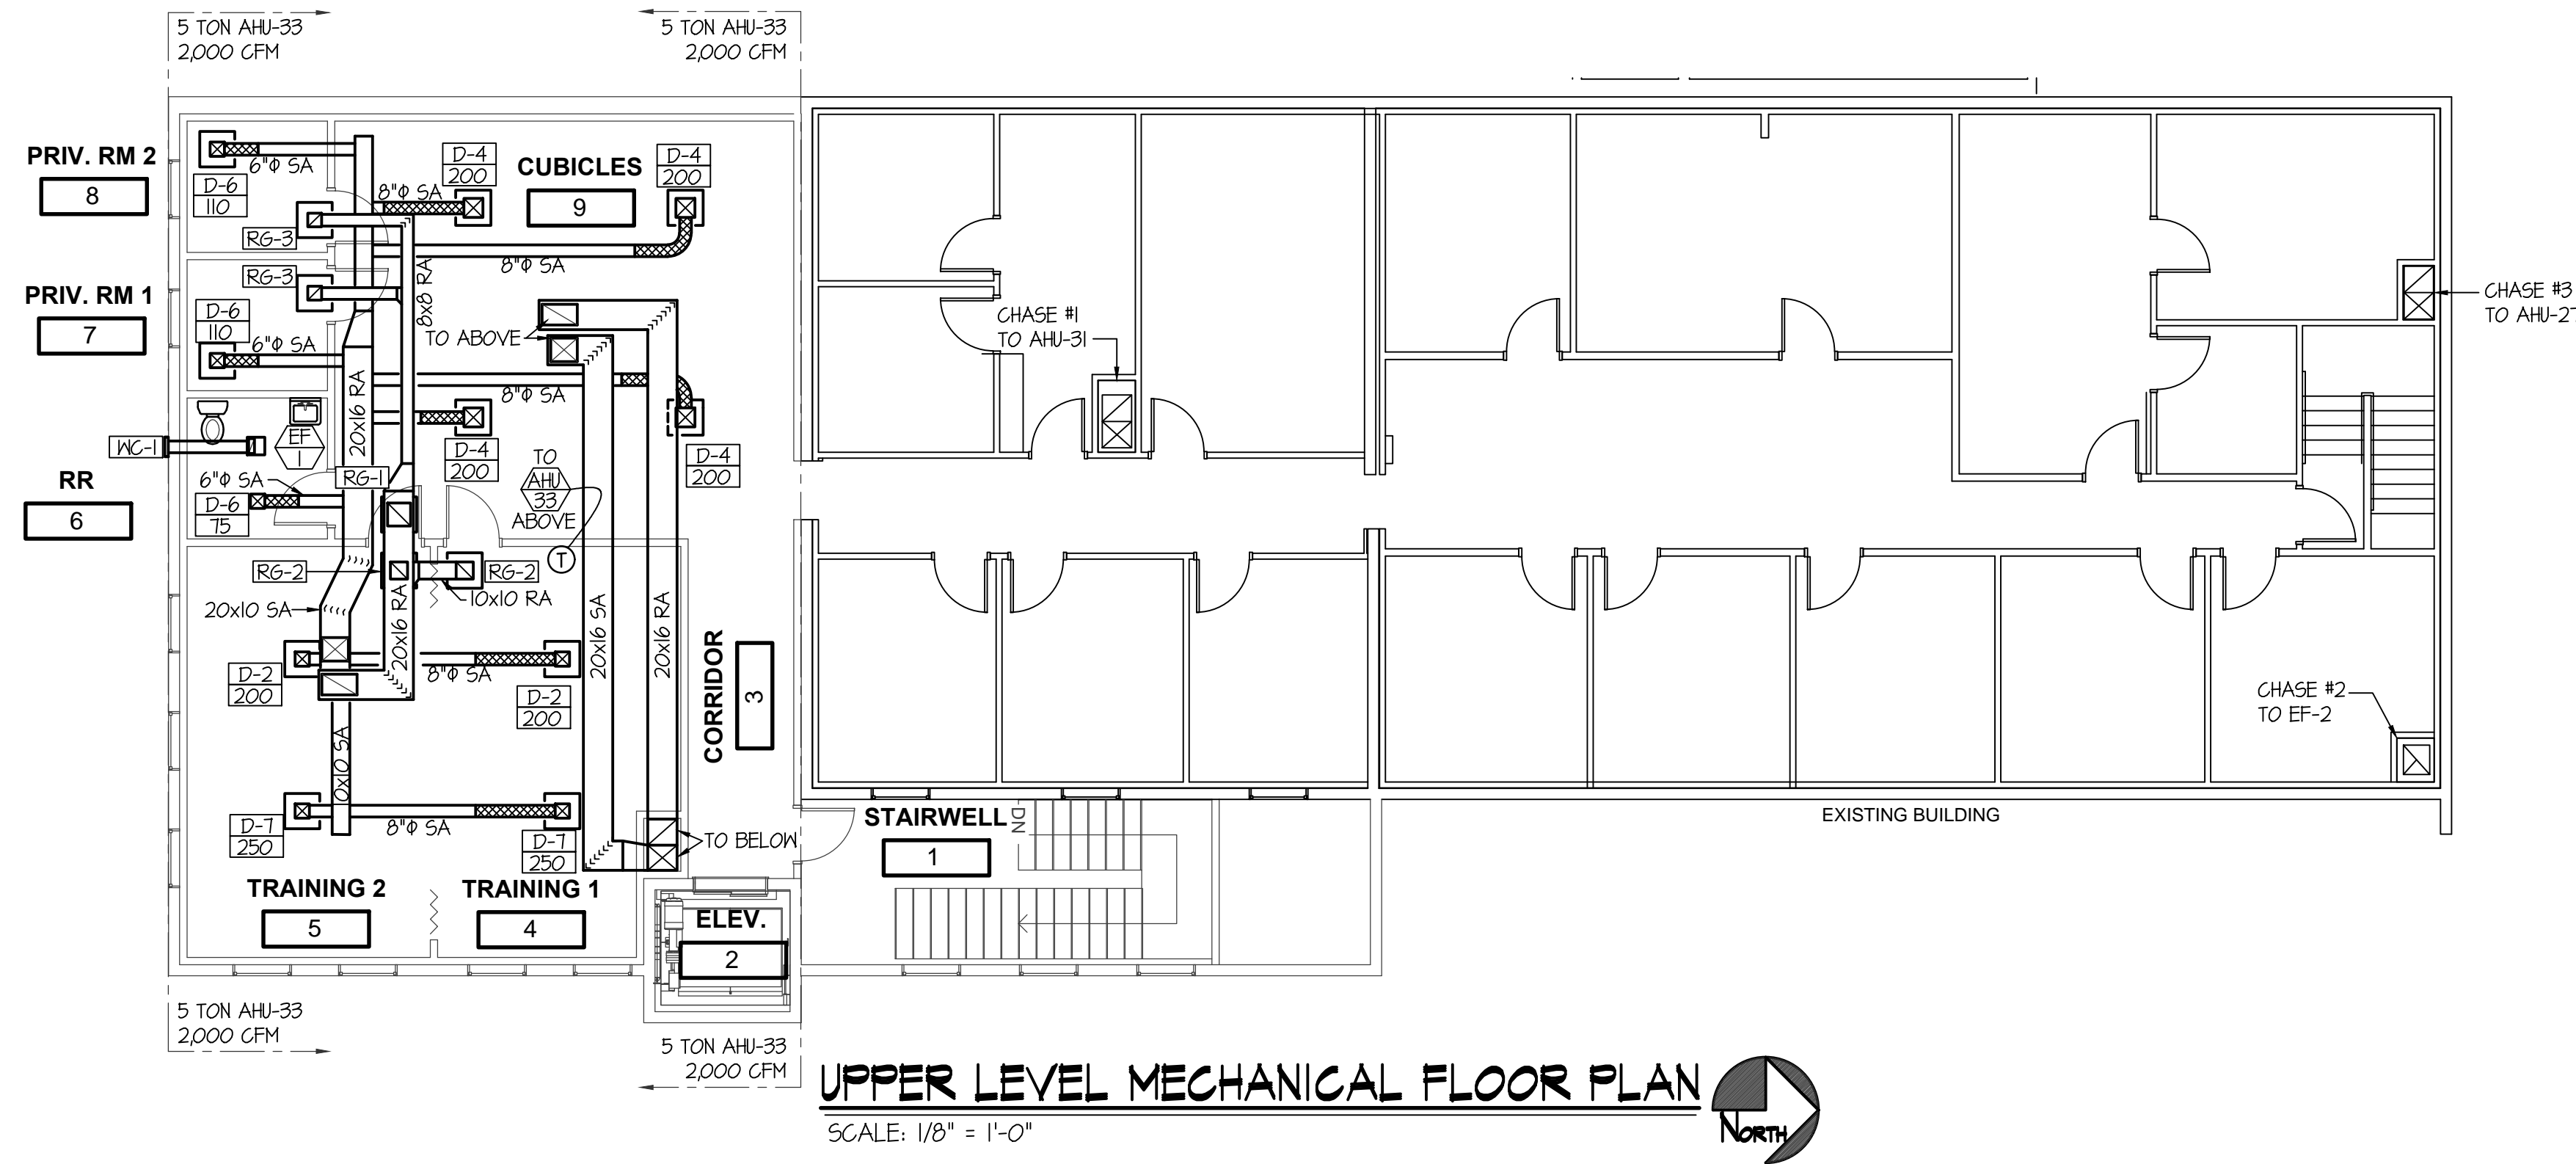 5 TON AHU-33
2,000 CFM
5 TON AHU-33
2,000 CFM
PRIV. RM 2
8
6"Φ SA
D-6
110
D-4
200
8"Φ SA
CUBICLES
9
D-4
200
RG-3
RG-3
8x8 RA
8"Φ SA
PRIV. RM 1
7
D-6
110
6"Φ SA
TO ABOVE
20x16 RA
8"Φ SA
CHASE #1
TO AHU-31
CHASE #3
TO AHU-27
WC-1
EF
1
D-4
200
D-4
200
RR
6
6"Φ SA
RG-1
D-6
75
TO
AHU
33
ABOVE
T
RG-2
RG-2
10x10 RA
20x10 SA
20x16 RA
20x16 SA
20x16 RA
D-2
200
8"Φ SA
D-2
200
CORRIDOR
3
0x10 SA
D-7
250
8"Φ SA
D-7
250
TO BELOW
STAIRWELL
1
DN
CHASE #2
TO EF-2
EXISTING BUILDING
TRAINING 2
5
TRAINING 1
4
ELEV.
2
5 TON AHU-33
2,000 CFM
5 TON AHU-33
2,000 CFM
UPPER LEVEL MECHANICAL FLOOR PLAN
SCALE: 1/8" = 1'-0"
NORTH